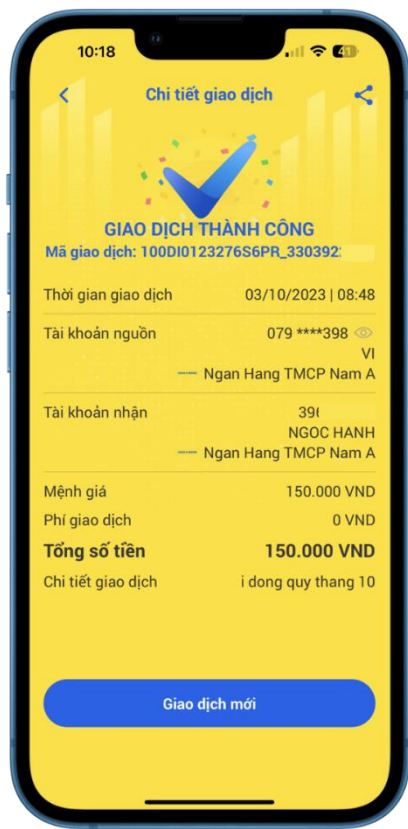 10:18
41
Chi tiết giao dịch
GIAO DỊCH THÀNH CÔNG
Mã giao dịch: 100DI0123276S6PR_330392
Thời gian giao dịch 03/10/2023 | 08:48
Tài khoản nguồn 079 ****398
VI
Ngan Hang TMCP Nam A
Tài khoản nhận 396
NGOC HANH
Ngan Hang TMCP Nam A
Mệnh giá 150.000 VND
Phí giao dịch 0 VND
Tổng số tiền 150.000 VND
Chi tiết giao dịch i dong quy thang 10
Giao dịch mới